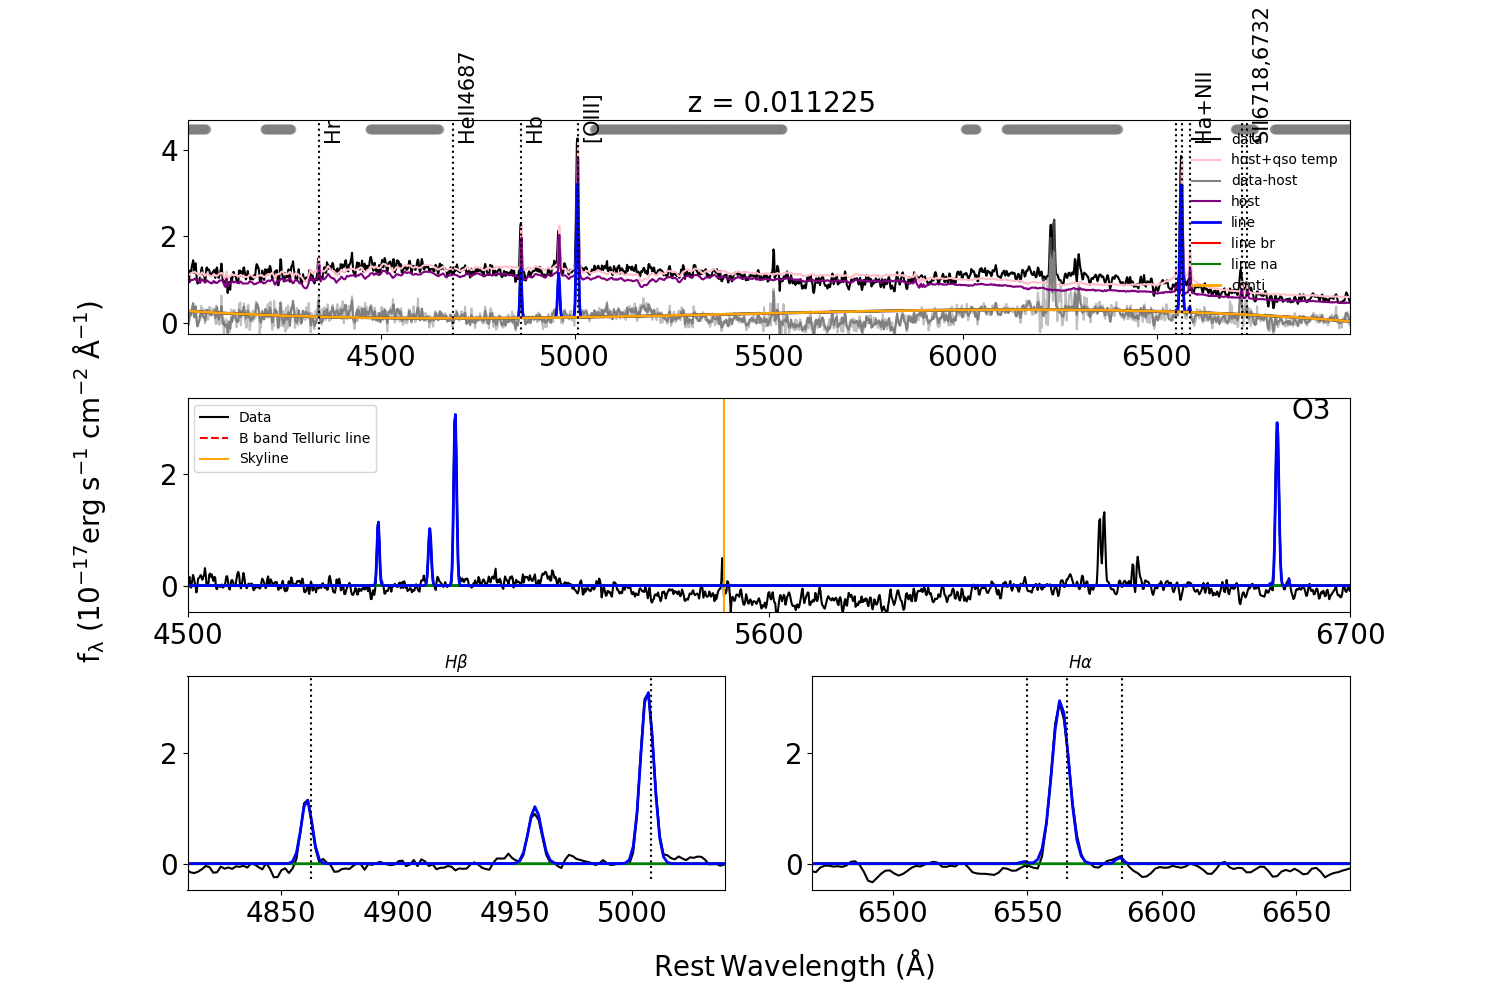 z = 0.011225
Hr
HeII4687
Hb
[OIII]
Ha+NII
SII6718,6732
data
host+qso temp
data-host
host
line
line br
line na
conti
4
2
0
4500 5000 5500 6000 6500
fλ (10⁻¹⁷erg s⁻¹ cm⁻² Å⁻¹)
O3
Data
B band Telluric line
Skyline
2
0
4500 5600 6700
Hβ
2
0
4850 4900 4950 5000
Hα
2
0
6500 6550 6600 6650
Rest Wavelength (Å)